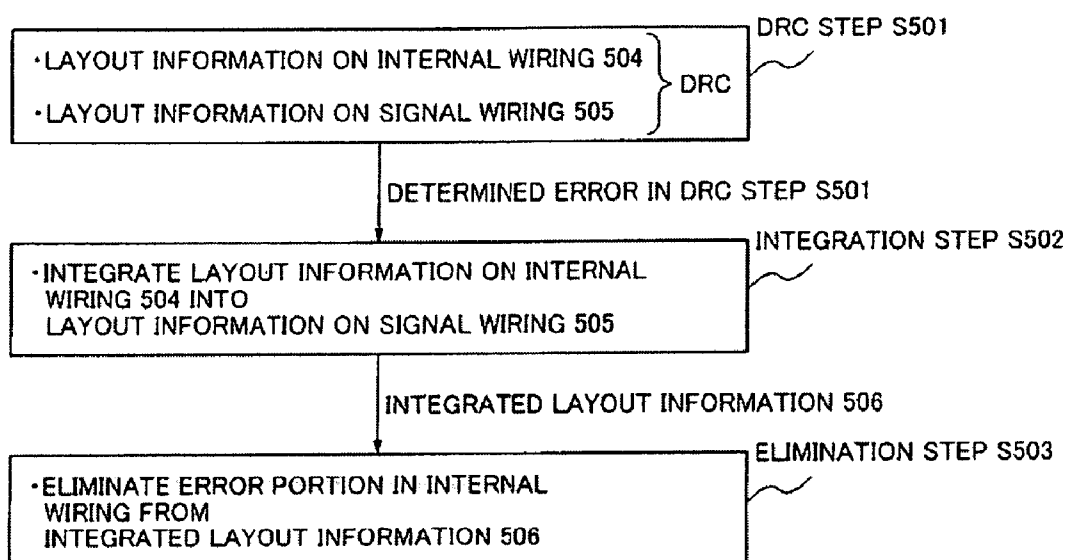 DRC STEP S501
·LAYOUT INFORMATION ON INTERNAL WIRING 504
DRC
·LAYOUT INFORMATION ON SIGNAL WIRING 505
DETERMINED ERROR IN DRC STEP S501
INTEGRATION STEP S502
·INTEGRATE LAYOUT INFORMATION ON INTERNAL
WIRING 504 INTO
LAYOUT INFORMATION ON SIGNAL WIRING 505
INTEGRATED LAYOUT INFORMATION 506
ELIMINATION STEP S503
·ELIMINATE ERROR PORTION IN INTERNAL
WIRING FROM
INTEGRATED LAYOUT INFORMATION 506